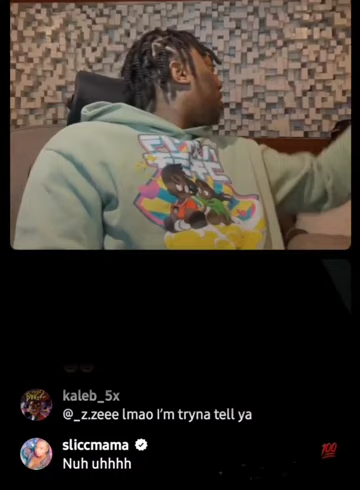 kaleb_5x
@_z.zeee lmao I'm tryna tell ya
sliccmama
Nuh uhhhh
💯